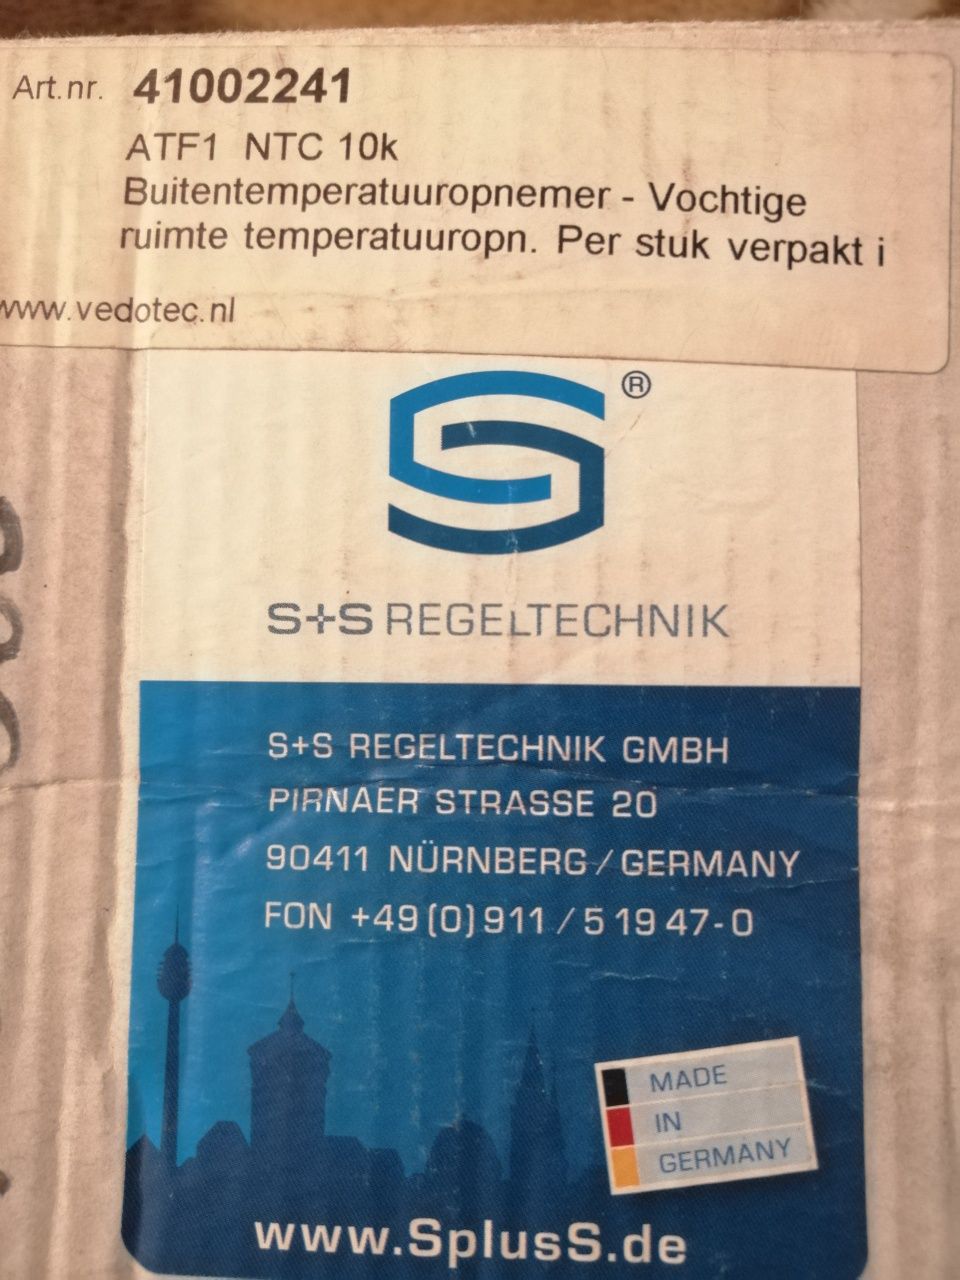 Art.nr. 41002241
ATF1 NTC 10k
Buitentemperatuuropnemer - Vochtige
ruimte temperatuuropn. Per stuk verpakt i
www.vedotec.nl
®
S+S REGELTECHNIK
S+S REGELTECHNIK GMBH
PIRNAER STRASSE 20
90411 NÜRNBERG / GERMANY
FON +49 (0) 911 / 5 19 47-0
MADE
IN
GERMANY
www.SplusS.de